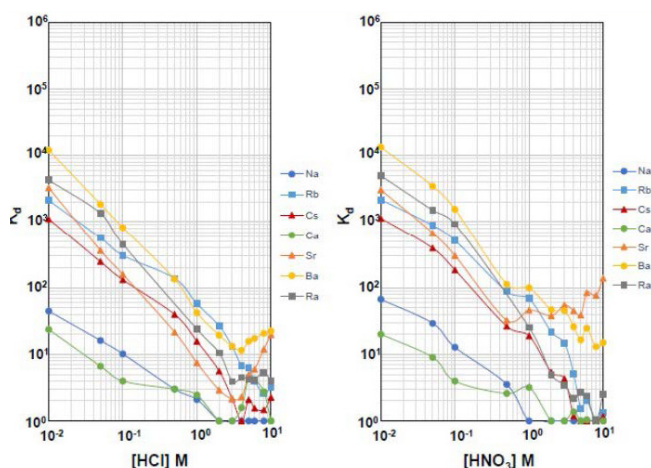 10⁶
10⁵
10⁴
10³
10²
10¹
10⁰
K_d
10⁻² 10⁻¹ 10⁰ 10¹
[HCl] M
Na
Rb
Cs
Ca
Sr
Ba
Ra
10⁶
10⁵
10⁴
10³
10²
10¹
10⁰
K_d
10⁻² 10⁻¹ 10⁰ 10¹
[HNO₃] M
Na
Rb
Cs
Ca
Sr
Ba
Ra